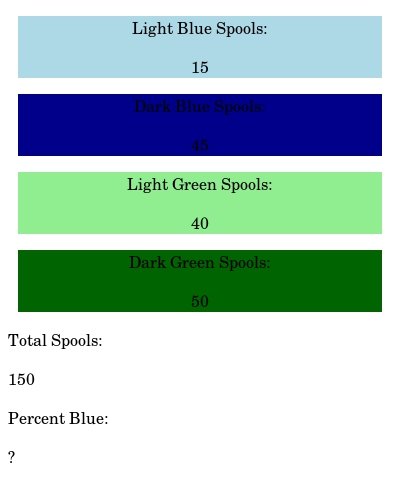 Light Blue Spools:
15
Dark Blue Spools:
45
Light Green Spools:
40
Dark Green Spools:
50
Total Spools:
150
Percent Blue:
?